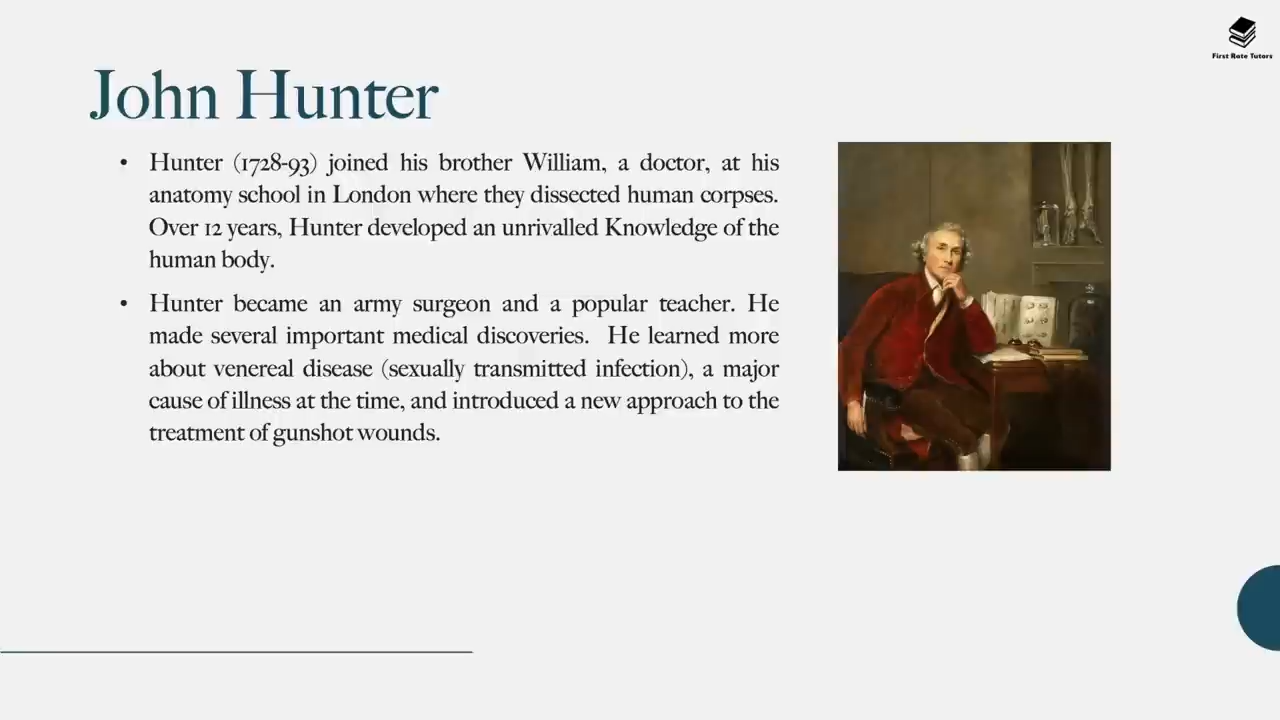 First Rate Tutors
John Hunter
• Hunter (1728-93) joined his brother William, a doctor, at his
anatomy school in London where they dissected human corpses.
Over 12 years, Hunter developed an unrivalled Knowledge of the
human body.
• Hunter became an army surgeon and a popular teacher. He
made several important medical discoveries. He learned more
about venereal disease (sexually transmitted infection), a major
cause of illness at the time, and introduced a new approach to the
treatment of gunshot wounds.